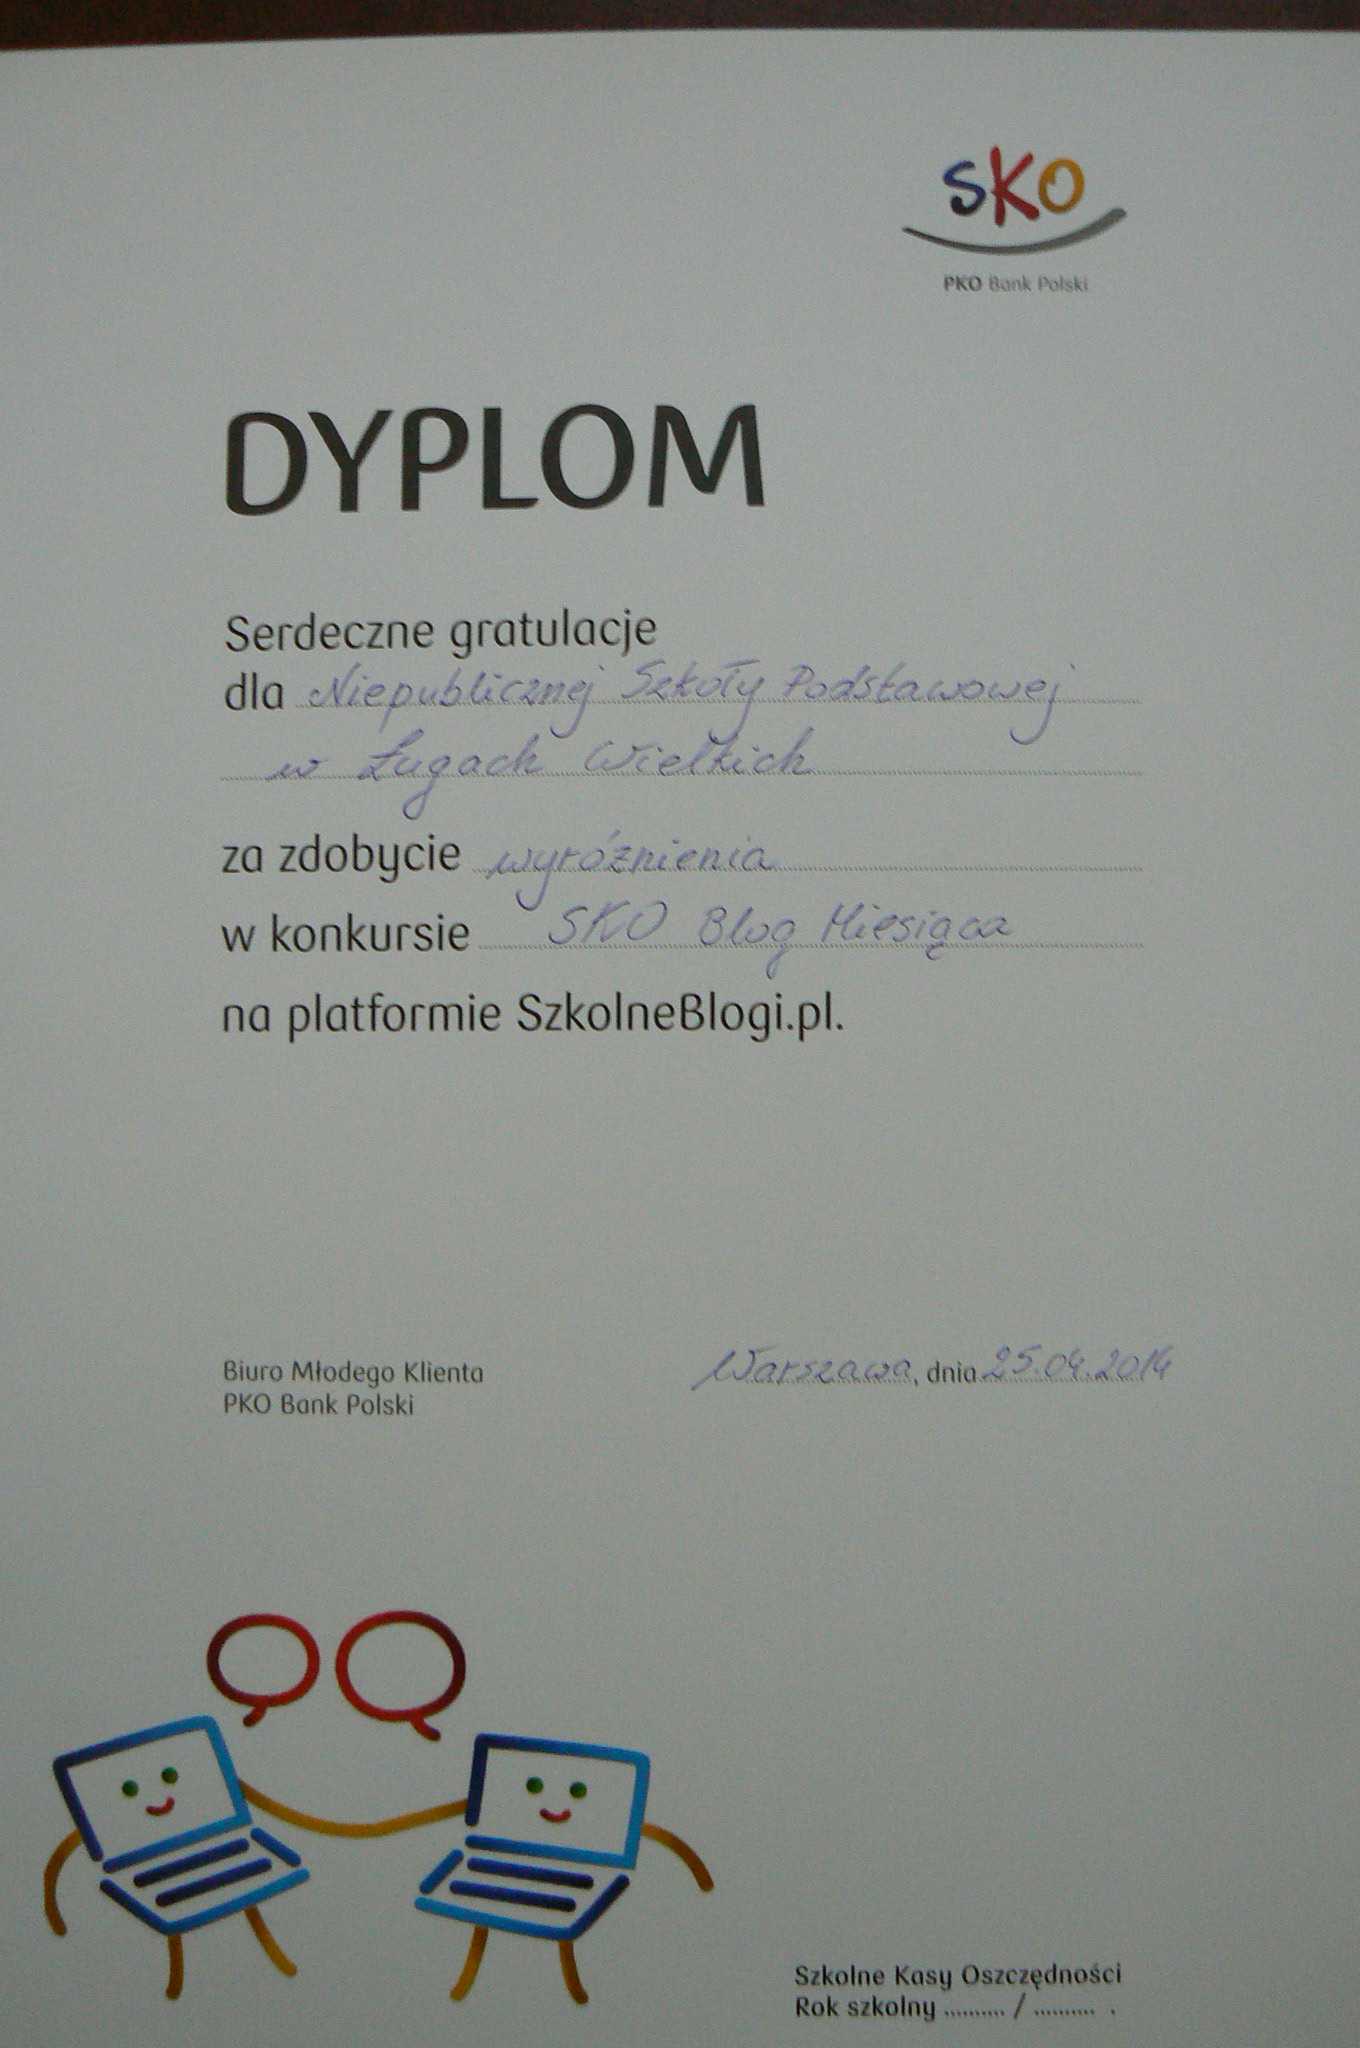 SKO
PKO Bank Polski
DYPLOM
Serdeczne gratulacje
dla Niepublicznej Szkoły Podstawowej
w Ługach Wielkich
za zdobycie wyróżnienia
w konkursie SKO Blog Miesiąca
na platformie SzkolneBlogi.pl.
Biuro Młodego Klienta
PKO Bank Polski
Warszawa, dnia 25.04.2014
Szkolne Kasy Oszczędności
Rok szkolny .......... / .......... .